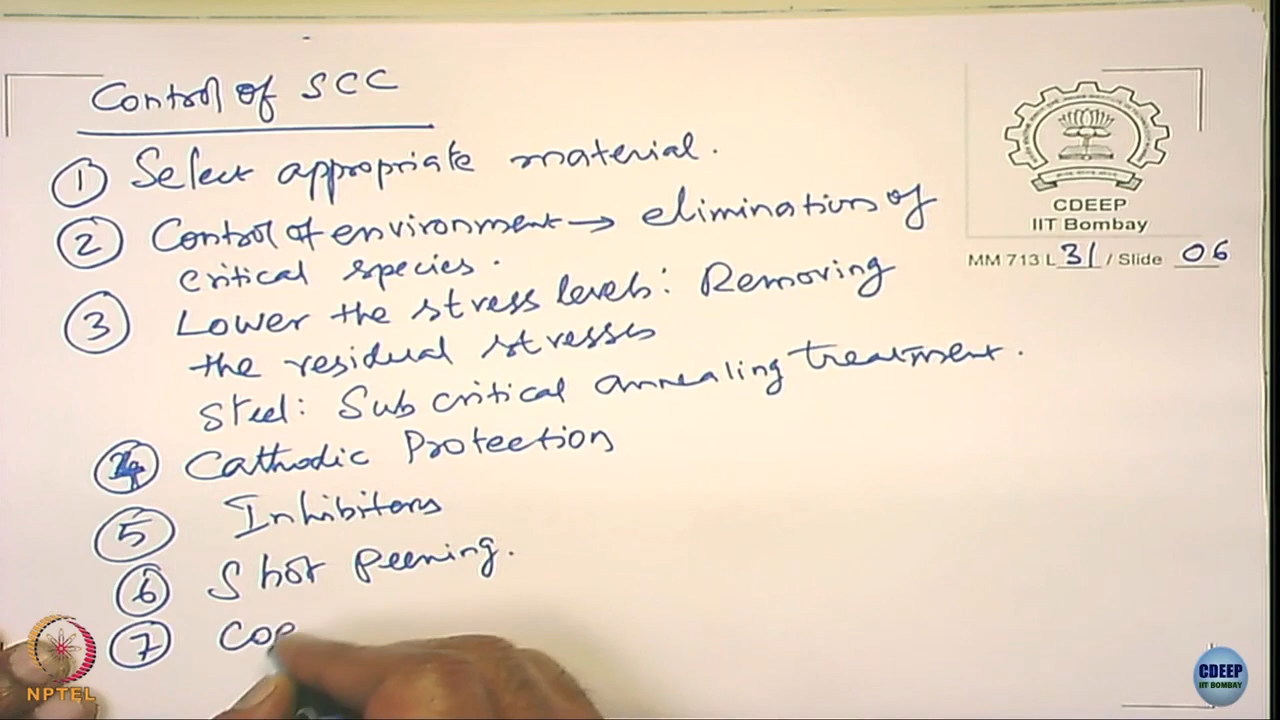 Control of SCC
① Select appropriate material.
② Control of environment → elimination of
critical species.
③ Lower the stress levels: Removing
the residual stresses
Steel: Sub critical annealing treatment.
④ Cathodic Protection
⑤ Inhibitors
⑥ Shot peening.
⑦
CDEEP
IIT Bombay
MM 713 L 31 / Slide 06
NPTEL
CDEEP
IIT BOMBAY